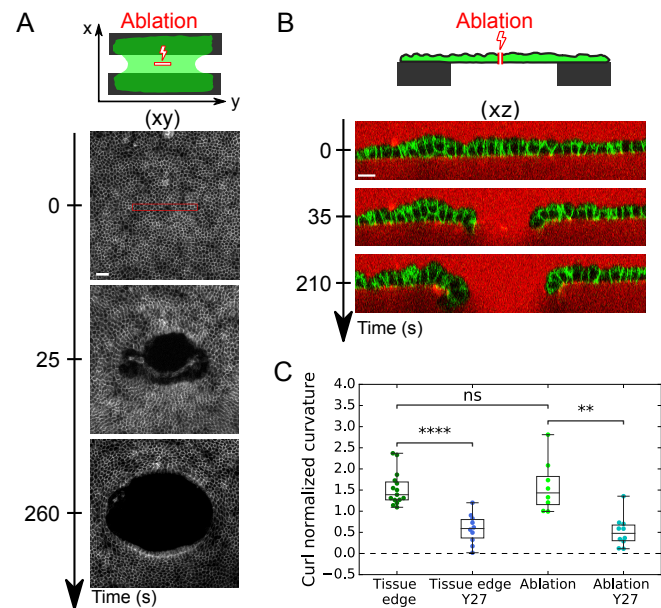 A
Ablation
x
y
(xy)
0
25
260
Time (s)
B
Ablation
(xz)
0
35
210
Time (s)
C
Curl normalized curvature
4.0
3.5
3.0
2.5
2.0
1.5
1.0
0.5
0.0
−0.5
ns
****
**
Tissue edge
Tissue edge Y27
Ablation
Ablation Y27